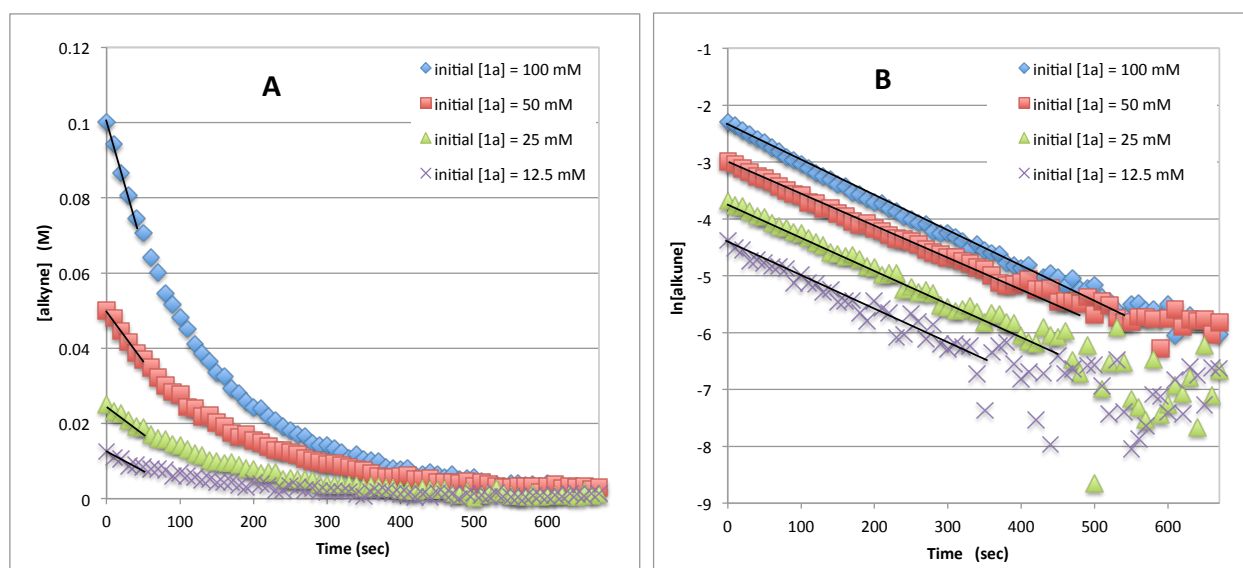 A
initial [1a] = 100 mM
initial [1a] = 50 mM
initial [1a] = 25 mM
initial [1a] = 12.5 mM
[alkyne] (M)
0.12
0.1
0.08
0.06
0.04
0.02
0
0 100 200 300 400 500 600
Time (sec)
B
initial [1a] = 100 mM
initial [1a] = 50 mM
initial [1a] = 25 mM
initial [1a] = 12.5 mM
ln[alkune]
-1
-2
-3
-4
-5
-6
-7
-8
-9
0 100 200 300 400 500 600
Time (sec)